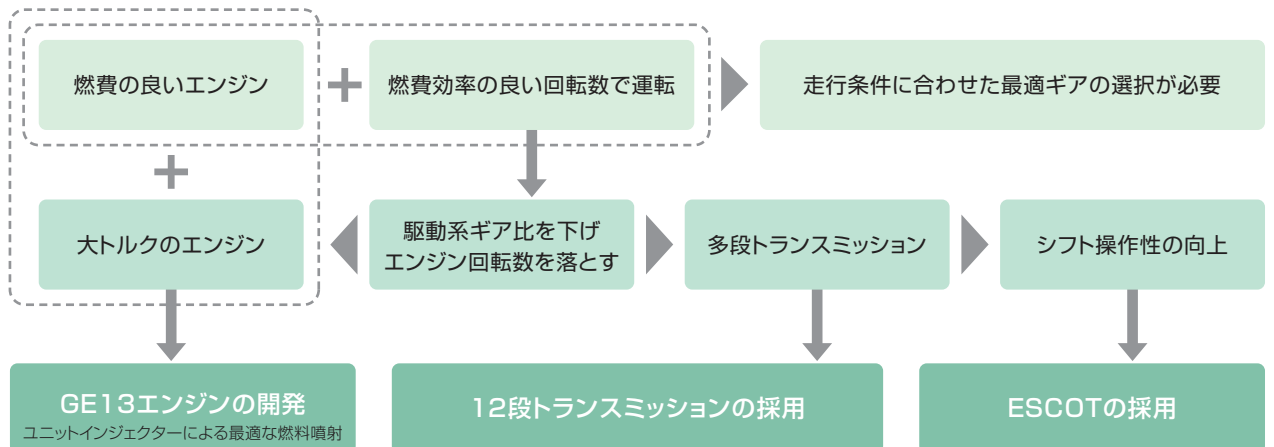 燃費の良いエンジン
燃費効率の良い回転数で運転
走行条件に合わせた最適ギアの選択が必要
大トルクのエンジン
駆動系ギア比を下げ
エンジン回転数を落とす
多段トランスミッション
シフト操作性の向上
GE13エンジンの開発
ユニットインジェクターによる最適な燃料噴射
12段トランスミッションの採用
ESCOTの採用